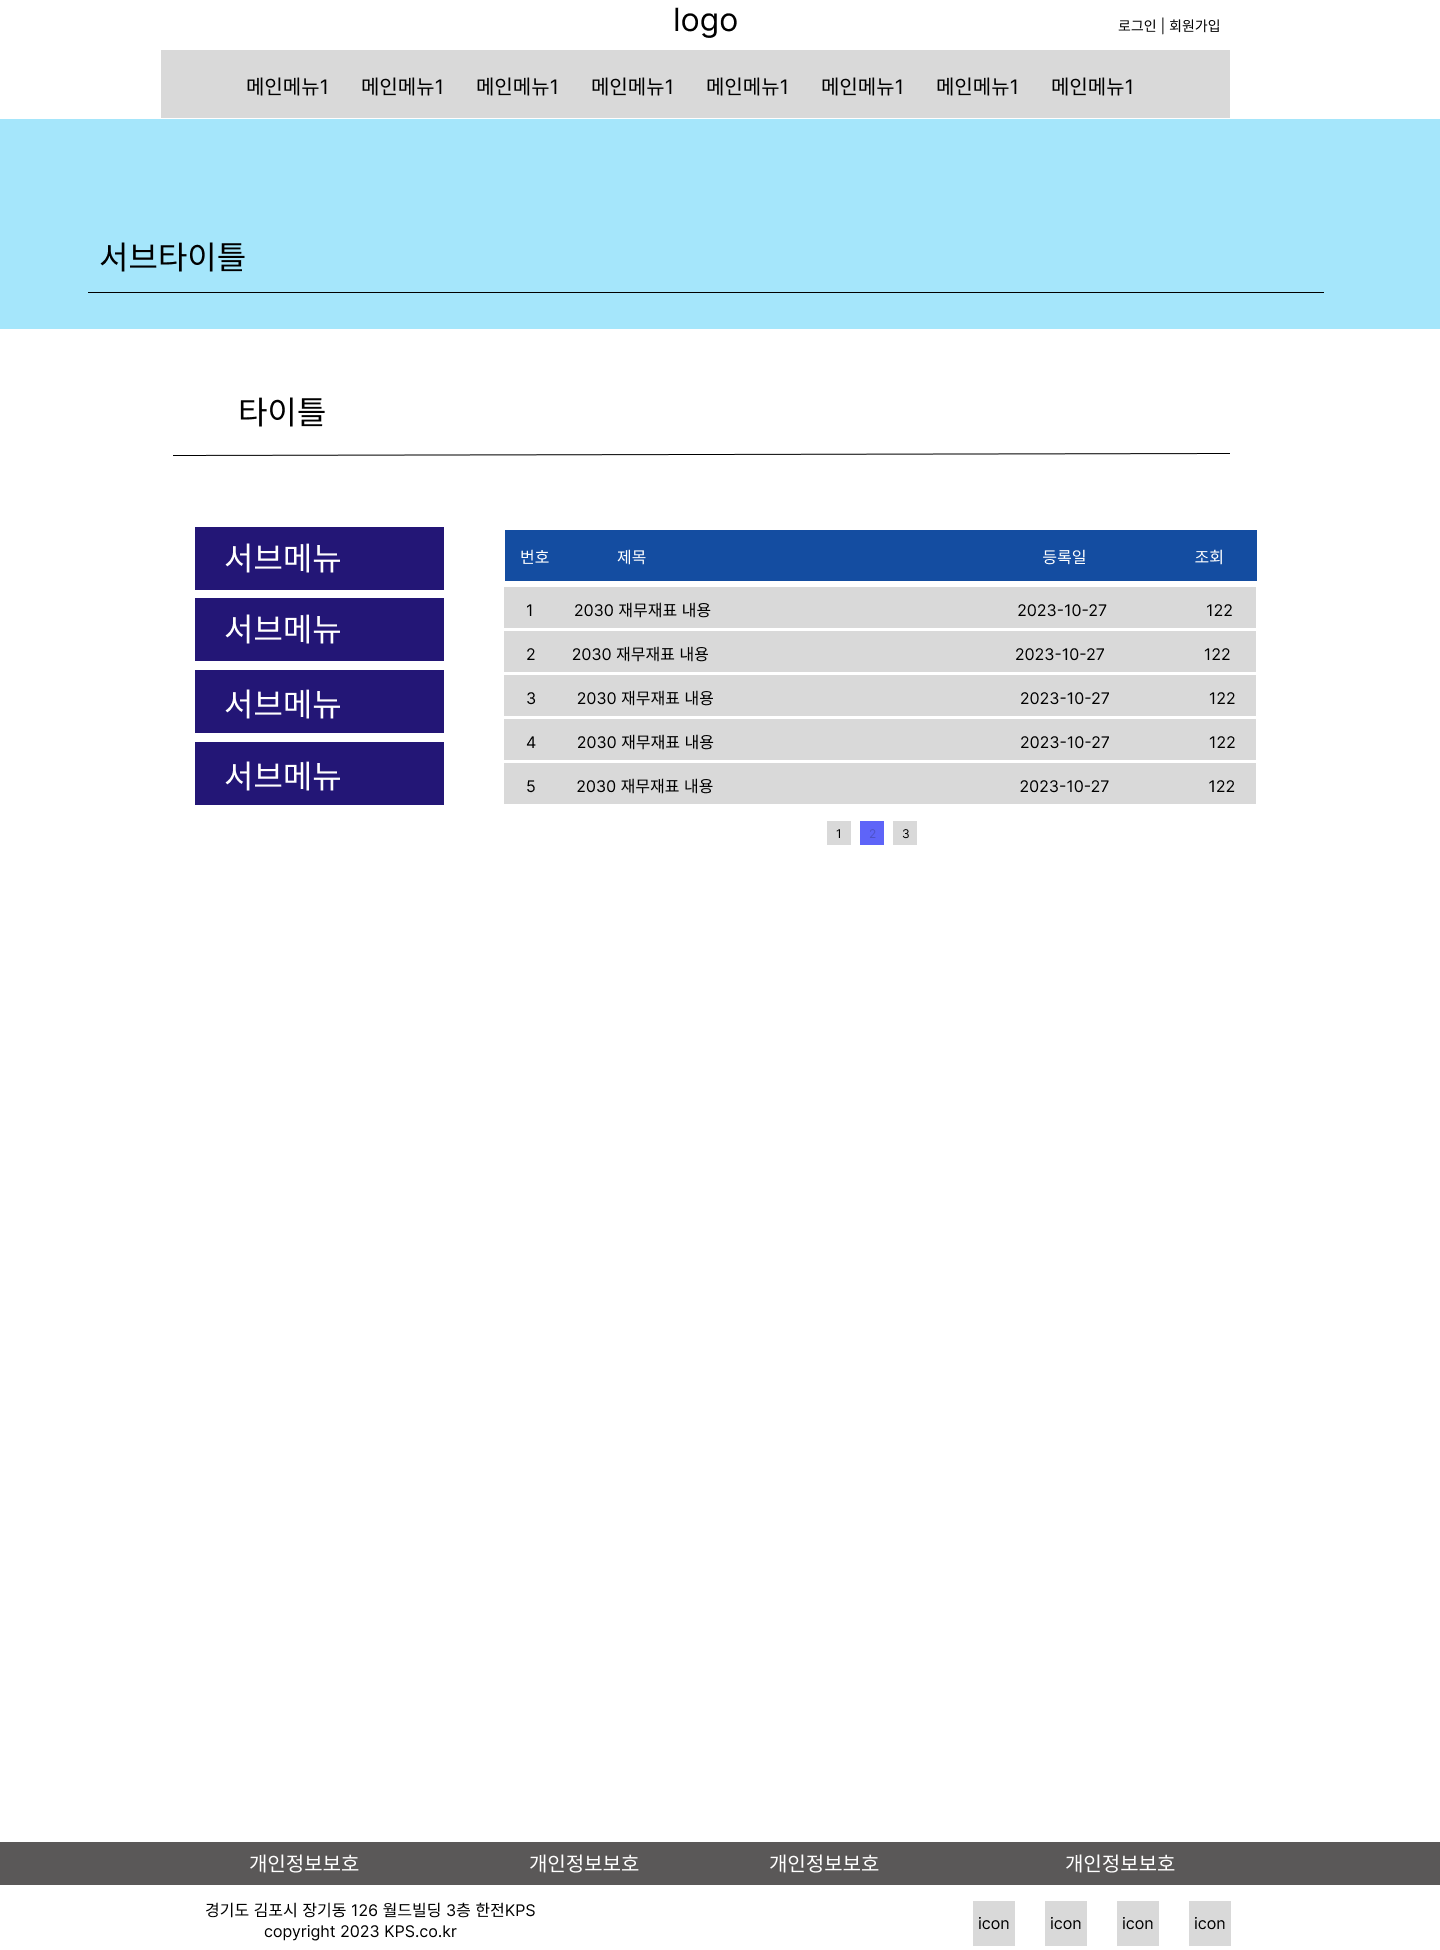 logo
로그인 | 회원가입
메인메뉴1 메인메뉴1 메인메뉴1 메인메뉴1 메인메뉴1 메인메뉴1 메인메뉴1 메인메뉴1
서브타이틀
타이틀
서브메뉴
서브메뉴
서브메뉴
서브메뉴
번호 제목 등록일 조회
1 2030 재무재표 내용 2023-10-27 122
2 2030 재무재표 내용 2023-10-27 122
3 2030 재무재표 내용 2023-10-27 122
4 2030 재무재표 내용 2023-10-27 122
5 2030 재무재표 내용 2023-10-27 122
1 2 3
개인정보보호 개인정보보호 개인정보보호 개인정보보호
경기도 김포시 장기동 126 월드빌딩 3층 한전KPS
copyright 2023 KPS.co.kr
icon icon icon icon